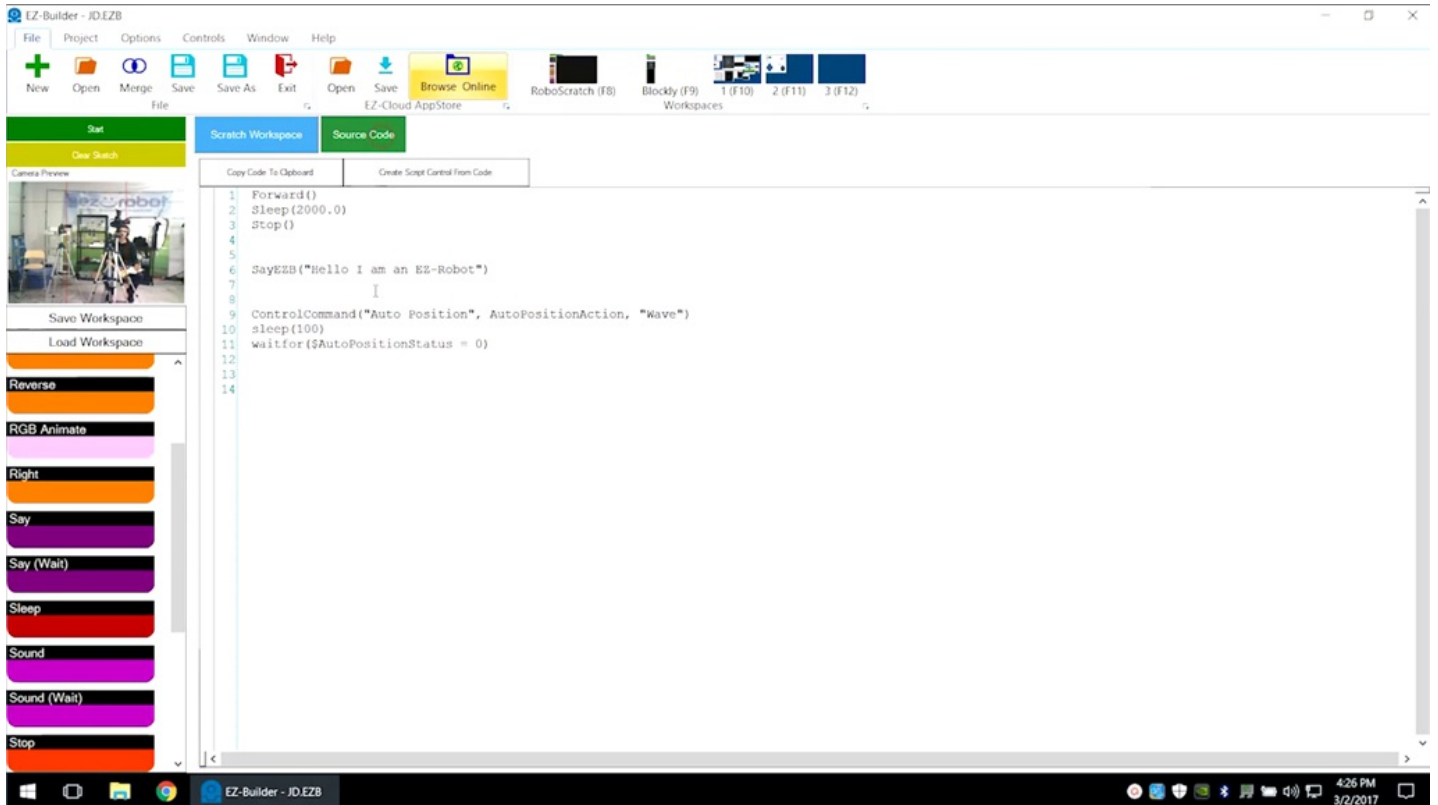 EZ-Builder - JD.EZB
File Project Options Controls Window Help
New Open Merge Save Save As Exit Open Save Browse Online RoboScratch (F8) Blockly (F9) 1 (F10) 2 (F11) 3 (F12)
File EZ-Cloud AppStore Workspaces
Start
Clear Sketch
Camera Preview
ez-robot
Save Workspace
Load Workspace
Reverse
RGB Animate
Right
Say
Say (Wait)
Sleep
Sound
Sound (Wait)
Stop
Scratch Workspace Source Code
Copy Code To Clipboard Create Script Control From Code
1 Forward()
2 Sleep(2000.0)
3 Stop()
4
5
6 SayEZB("Hello I am an EZ-Robot")
7
8
9 ControlCommand("Auto Position", AutoPositionAction, "Wave")
10 sleep(100)
11 waitfor($AutoPositionStatus = 0)
12
13
14
EZ-Builder - JD.EZB
4:26 PM
3/2/2017